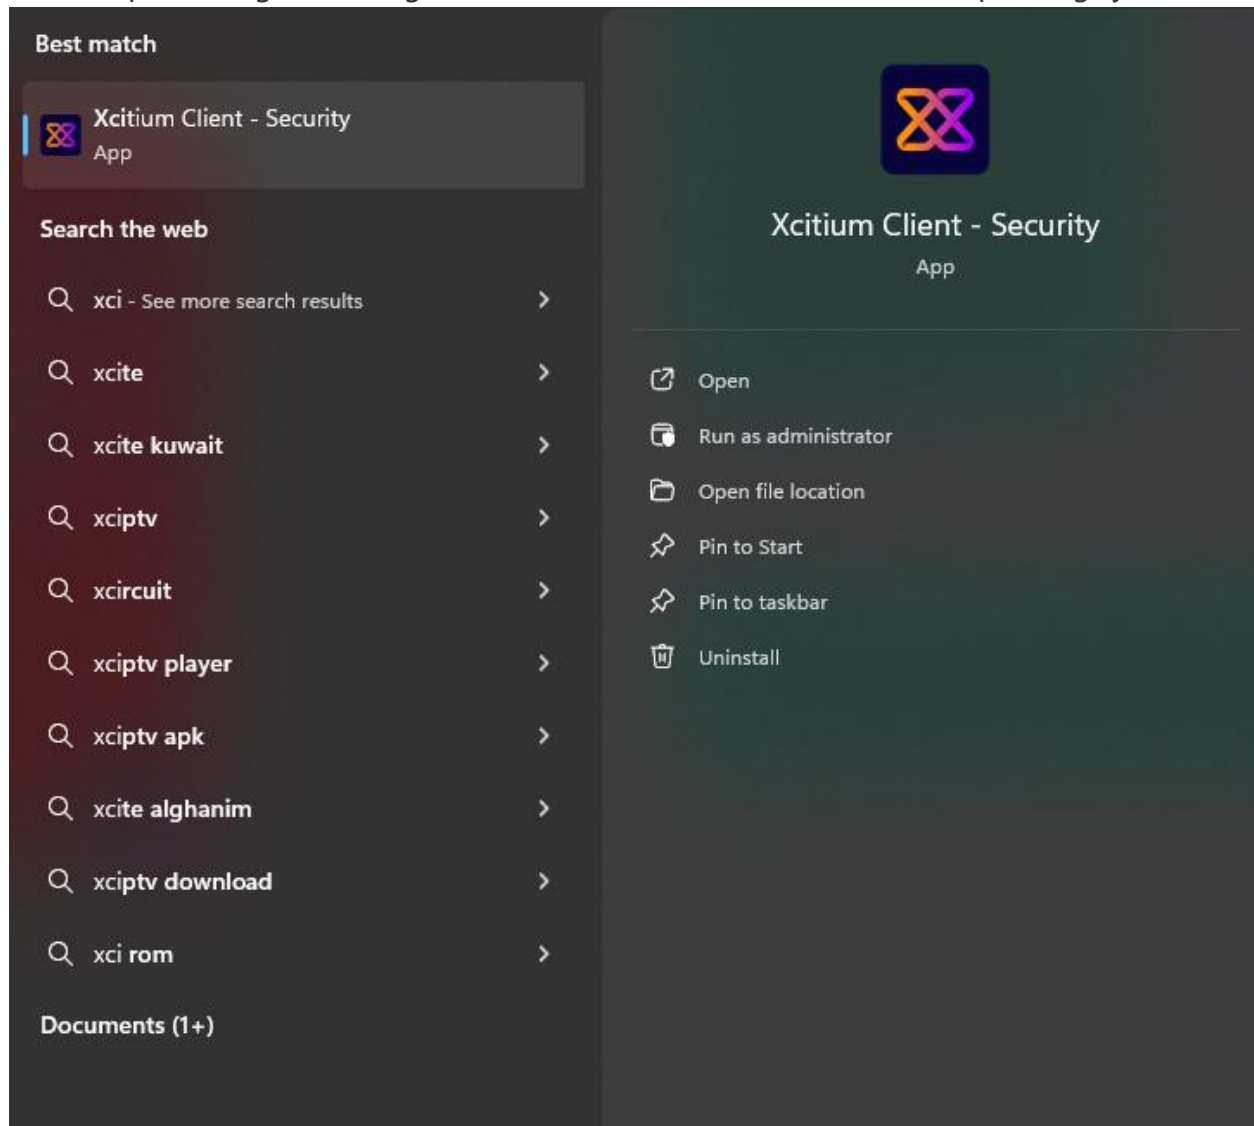 Best match
Xcitium Client - Security
App
Search the web
xci - See more search results
xcite
xcite kuwait
xciptv
xcircuit
xciptv player
xciptv apk
xcite alghanim
xciptv download
xci rom
Documents (1+)
Xcitium Client - Security
App
Open
Run as administrator
Open file location
Pin to Start
Pin to taskbar
Uninstall